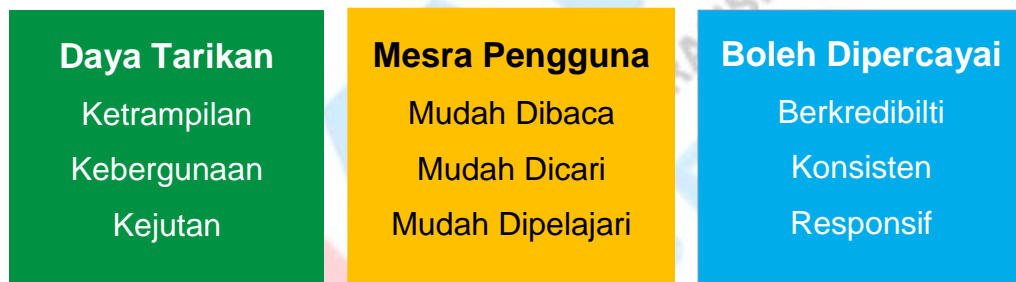 Daya Tarikan
Ketrampilan
Kebergunaan
Kejutan
Mesra Pengguna
Mudah Dibaca
Mudah Dicari
Mudah Dipelajari
Boleh Dipercayai
Berkredibilti
Konsisten
Responsif